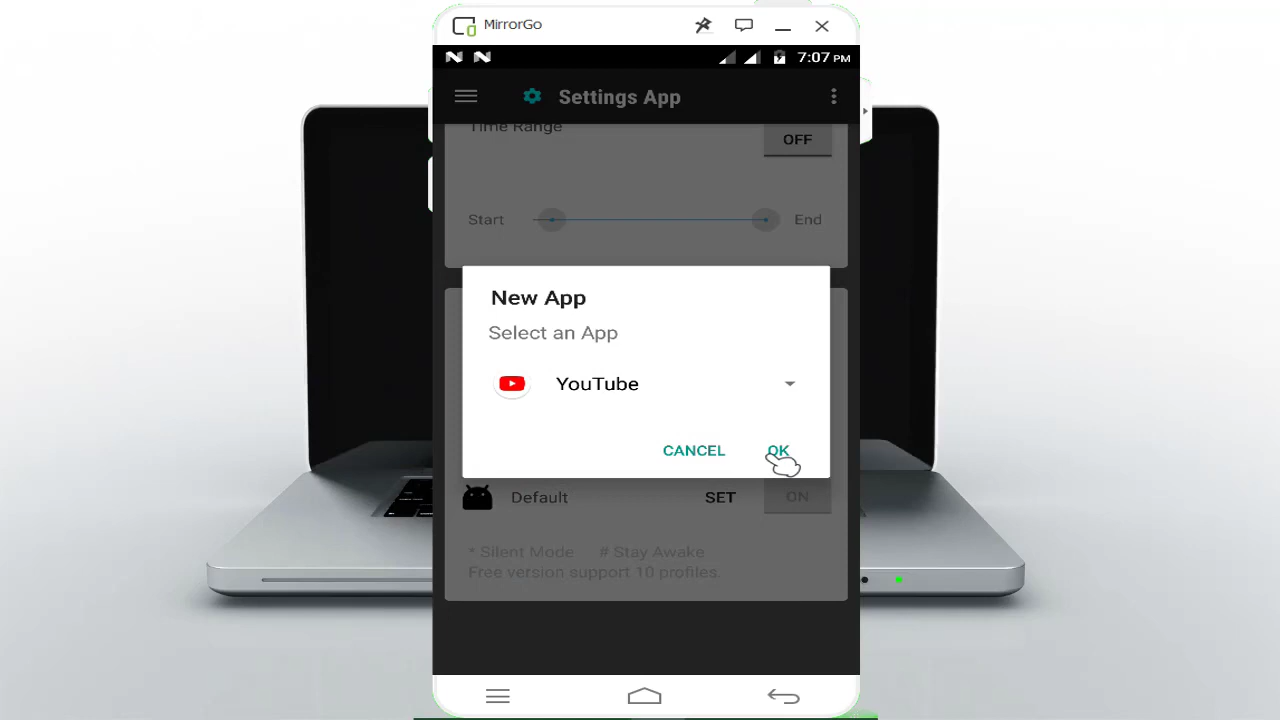 MirrorGo
7:07 PM
Settings App
Time Range
OFF
Start End
New App
Select an App
YouTube
CANCEL OK
Default SET ON
* Silent Mode # Stay Awake
Free version support 10 profiles.